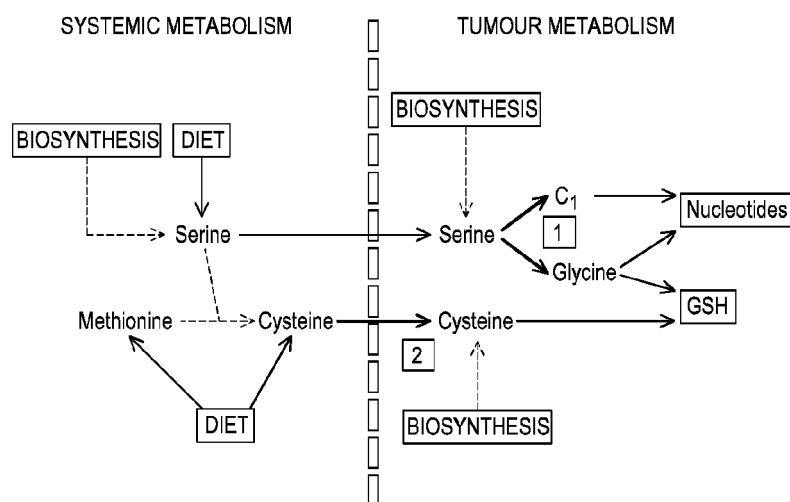 SYSTEMIC METABOLISM
TUMOUR METABOLISM
BIOSYNTHESIS
BIOSYNTHESIS
DIET
C1
Nucleotides
Serine
Serine
1
Glycine
GSH
Methionine
Cysteine
Cysteine
2
DIET
BIOSYNTHESIS